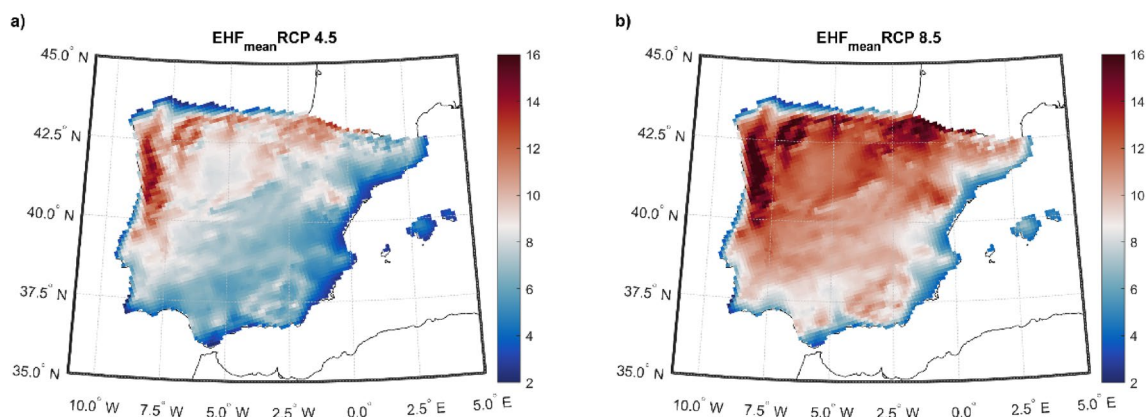 a)
EHFmeanRCP 4.5
45.0° N
42.5° N
40.0° N
37.5° N
35.0° N
10.0° W
7.5° W
5.0° W
2.5° W
0.0°
2.5° E
5.0° E
16
14
12
10
8
6
4
2
b)
EHFmeanRCP 8.5
45.0° N
42.5° N
40.0° N
37.5° N
35.0° N
10.0° W
7.5° W
5.0° W
2.5° W
0.0°
2.5° E
5.0° E
16
14
12
10
8
6
4
2